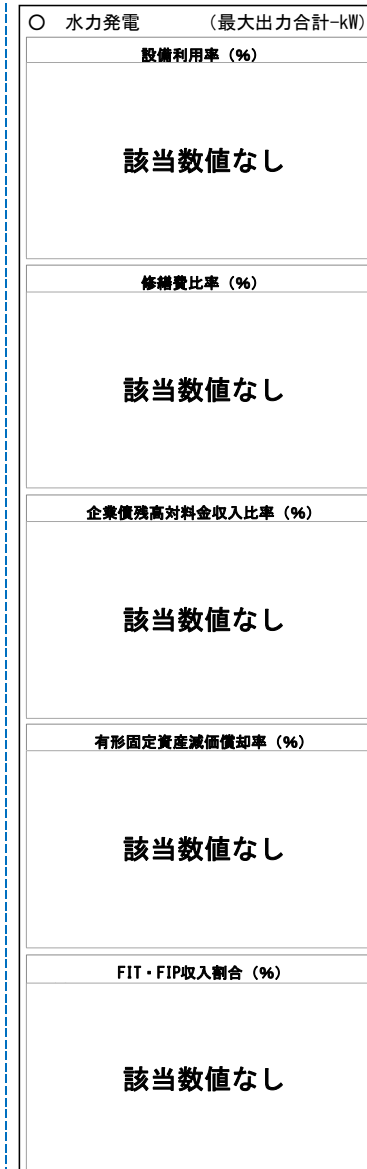 ○ 水力発電 (最大出力合計-kW)
設備利用率（%）
該当数値なし
修繕費比率（%）
該当数値なし
企業債残高対料金収入比率（%）
該当数値なし
有形固定資産減価償却率（%）
該当数値なし
FIT・FIP収入割合（%）
該当数値なし